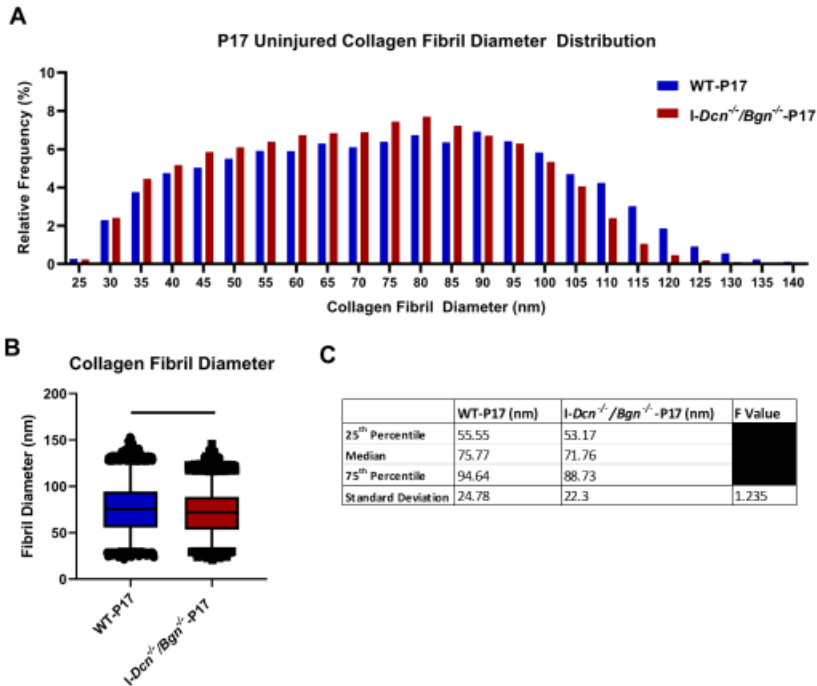 A
P17 Uninjured Collagen Fibril Diameter Distribution
Relative Frequency (%)
10
8
6
4
2
0
WT-P17
I-Dcn-/-/Bgn-/--P17
25 30 35 40 45 50 55 60 65 70 75 80 85 90 95 100 105 110 115 120 125 130 135 140
Collagen Fibril Diameter (nm)
B
Collagen Fibril Diameter
Fibril Diameter (nm)
200
150
100
50
0
WT-P17
I-Dcn-/-/Bgn-/--P17
C
WT-P17 (nm) I-Dcn-/-/Bgn-/--P17 (nm) F Value
25th Percentile 55.55 53.17
Median 75.77 71.76
75th Percentile 94.64 88.73
Standard Deviation 24.78 22.3 1.235